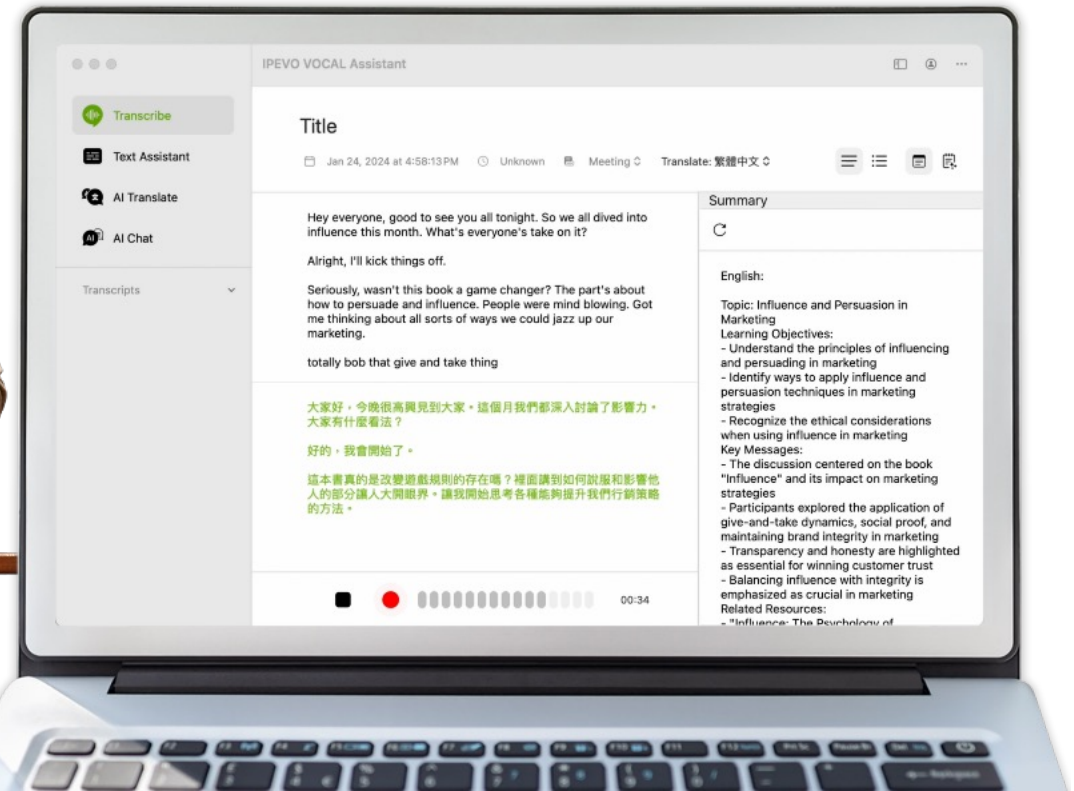 IPEVO VOCAL Assistant
Transcribe
Text Assistant
AI Translate
AI Chat
Transcripts
Title
Jan 24, 2024 at 4:58:13 PM
Unknown
Meeting
Translate: 繁體中文
Hey everyone, good to see you all tonight. So we all dived into
influence this month. What's everyone's take on it?
Alright, I'll kick things off.
Seriously, wasn't this book a game changer? The part's about
how to persuade and influence. People were mind blowing. Got
me thinking about all sorts of ways we could jazz up our
marketing.
totally bob that give and take thing
大家好，今晚很高興見到大家。這個月我們都深入討論了影響力。
大家有什麼看法？
好的，我會開始了。
這本書真的是改變遊戲規則的存在嗎？裡面講到如何說服和影響他
人的部分讓人大開眼界。讓我開始思考各種能夠提升我們行銷策略
的方法。
00:34
Summary
English:
Topic: Influence and Persuasion in
Marketing
Learning Objectives:
- Understand the principles of influencing
and persuading in marketing
- Identify ways to apply influence and
persuasion techniques in marketing
strategies
- Recognize the ethical considerations
when using influence in marketing
Key Messages:
- The discussion centered on the book
"Influence" and its impact on marketing
strategies
- Participants explored the application of
give-and-take dynamics, social proof, and
maintaining brand integrity in marketing
- Transparency and honesty are highlighted
as essential for winning customer trust
- Balancing influence with integrity is
emphasized as crucial in marketing
Related Resources:
- "Influence: The Psychology of